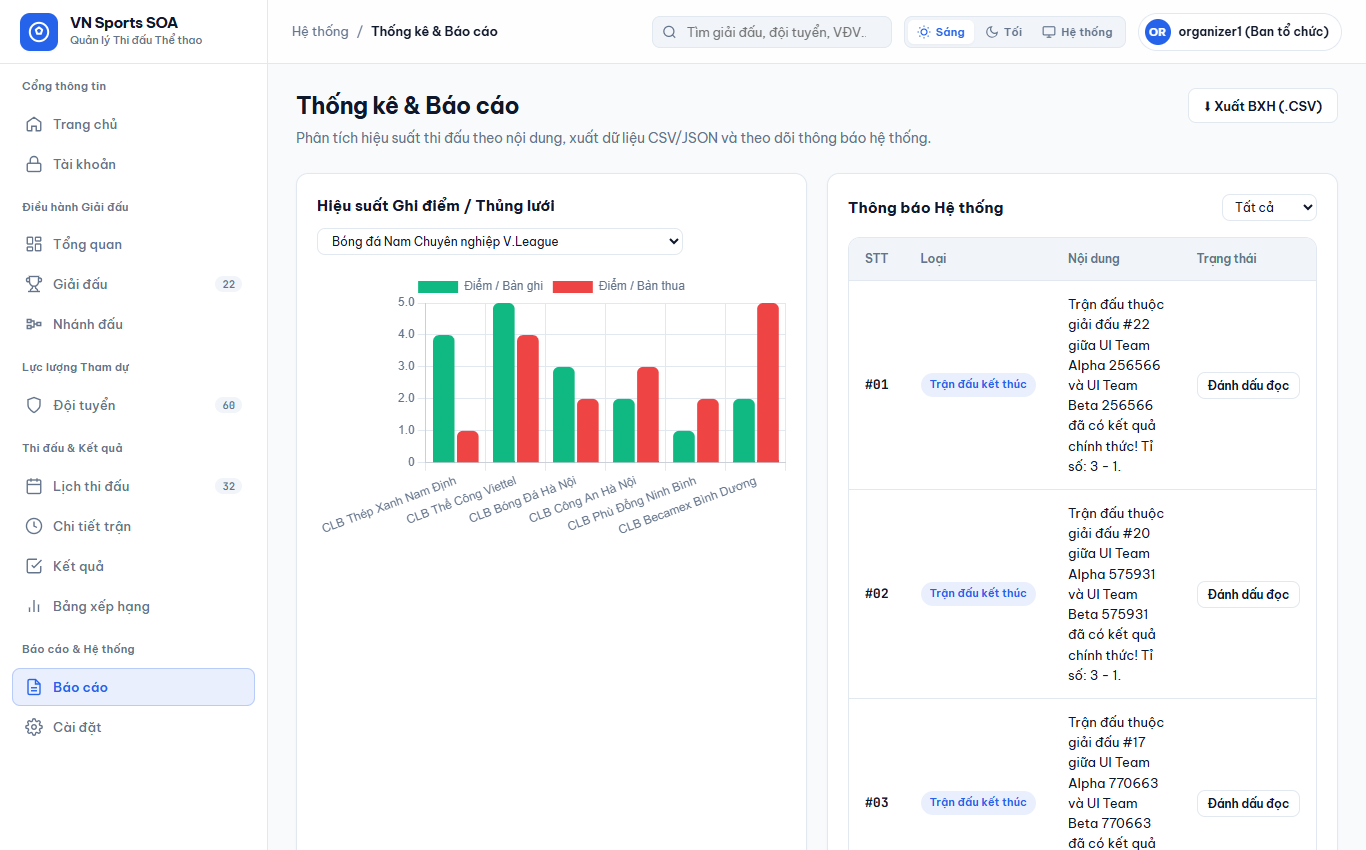 VN Sports SOA
Quản lý Thi đấu Thể thao
Cổng thông tin
Trang chủ
Tài khoản
Điều hành Giải đấu
Tổng quan
Giải đấu
22
Nhánh đấu
Lực lượng Tham dự
Đội tuyển
60
Thi đấu & Kết quả
Lịch thi đấu
32
Chi tiết trận
Kết quả
Bảng xếp hạng
Báo cáo & Hệ thống
Báo cáo
Cài đặt
Hệ thống / Thống kê & Báo cáo
Tìm giải đấu, đội tuyển, VĐV..
Sáng
Tối
Hệ thống
OR
organizer1 (Ban tổ chức)
Thống kê & Báo cáo
Phân tích hiệu suất thi đấu theo nội dung, xuất dữ liệu CSV/JSON và theo dõi thông báo hệ thống.
⬇ Xuất BXH (.CSV)
Hiệu suất Ghi điểm / Thủng lưới
Bóng đá Nam Chuyên nghiệp V.League
Điểm / Bàn ghi
Điểm / Bàn thua
5.0
4.0
3.0
2.0
1.0
0
CLB Thép Xanh Nam Định
CLB Thể Công Viettel
CLB Bóng Đá Hà Nội
CLB Công An Hà Nội
CLB Phù Đổng Ninh Bình
CLB Becamex Bình Dương
Thông báo Hệ thống
Tất cả
STT
Loại
Nội dung
Trạng thái
#01
Trận đấu kết thúc
Trận đấu thuộc
giải đấu #22
giữa UI Team
Alpha 256566
và UI Team
Beta 256566
đã có kết quả
chính thức! Tỉ
số: 3 - 1.
Đánh dấu đọc
#02
Trận đấu kết thúc
Trận đấu thuộc
giải đấu #20
giữa UI Team
Alpha 575931
và UI Team
Beta 575931
đã có kết quả
chính thức! Tỉ
số: 3 - 1.
Đánh dấu đọc
#03
Trận đấu kết thúc
Trận đấu thuộc
giải đấu #17
giữa UI Team
Alpha 770663
và UI Team
Beta 770663
đã có kết quả
Đánh dấu đọc